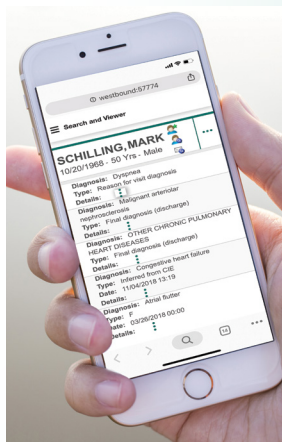 westbound:57774
Search and Viewer
SCHILLING, MARK
10/20/1968 - 50 Yrs - Male
Diagnosis: Dyspnea
Type: Reason for visit diagnosis
Details:
Diagnosis: Malignant arteriolar
nephrosclerosis
Type: Final diagnosis (discharge)
Details:
Diagnosis: OTHER CHRONIC PULMONARY
HEART DISEASES
Type: Final diagnosis (discharge)
Details:
Diagnosis: Congestive heart failure
Type: Inferred from CIE
Date: 11/04/2018 13:19
Details:
Diagnosis: Atrial flutter
Type: F
Date: 03/26/2018 00:00
Details: